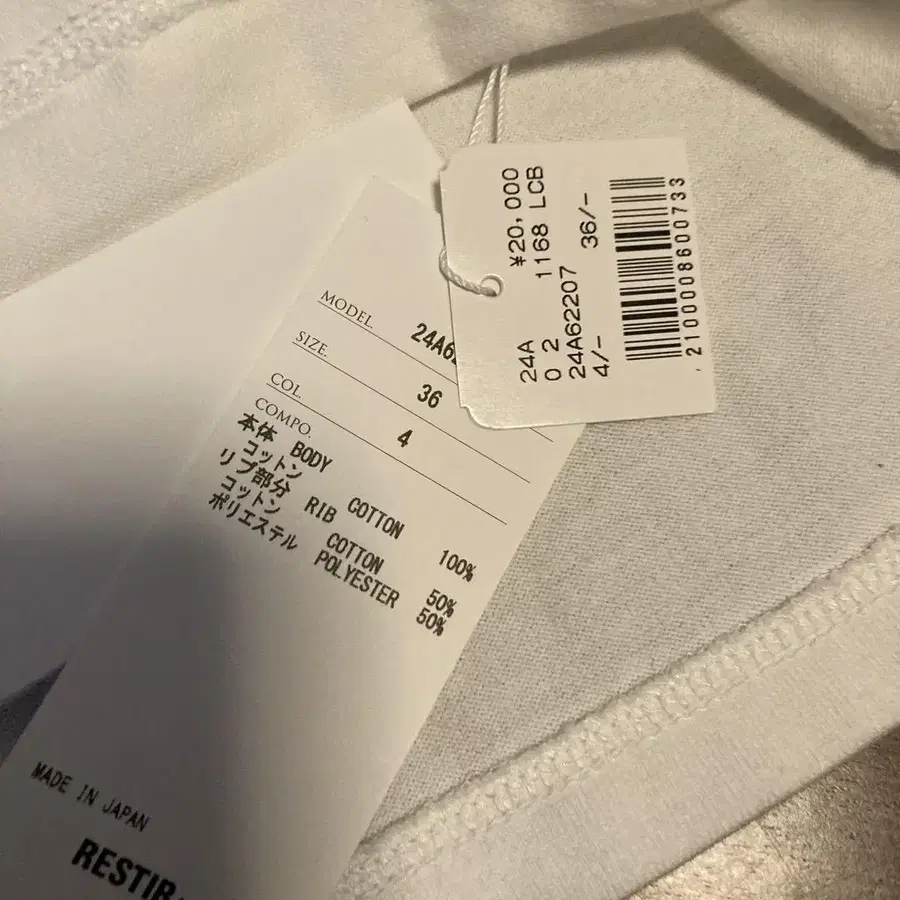 MODEL. 24A62
SIZE. 36
COL. 4
COMPO.
本体 BODY
コットン COTTON 100%
リブ部分 RIB
コットン COTTON 50%
ポリエステル POLYESTER 50%
MADE IN JAPAN
RESTIR
¥20,000
24A 1168 LCB
0 2
24A62207 36/-
4/-
2100008600733